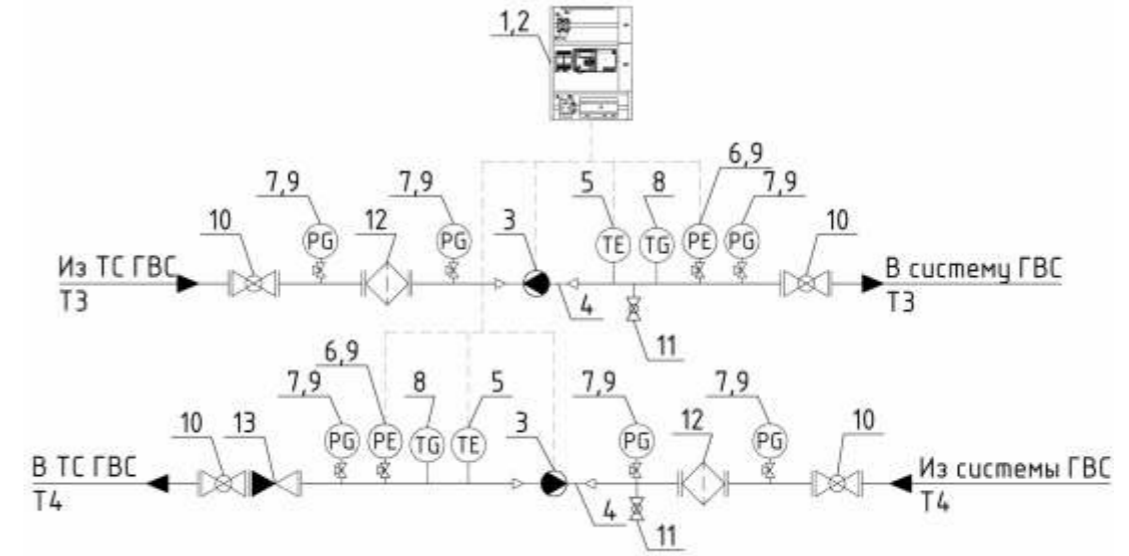 1,2
6,9
7,9
7,9
5
8
7,9
10
12
3
10
PG
PG
TE
TG
PE
PG
Из ТС ГВС
В систему ГВС
Т3
4
Т3
11
6,9
7,9
8
5
7,9
7,9
10
13
3
12
10
PG
PE
TG
TE
PG
PG
В ТС ГВС
Из системы ГВС
Т4
4
Т4
11